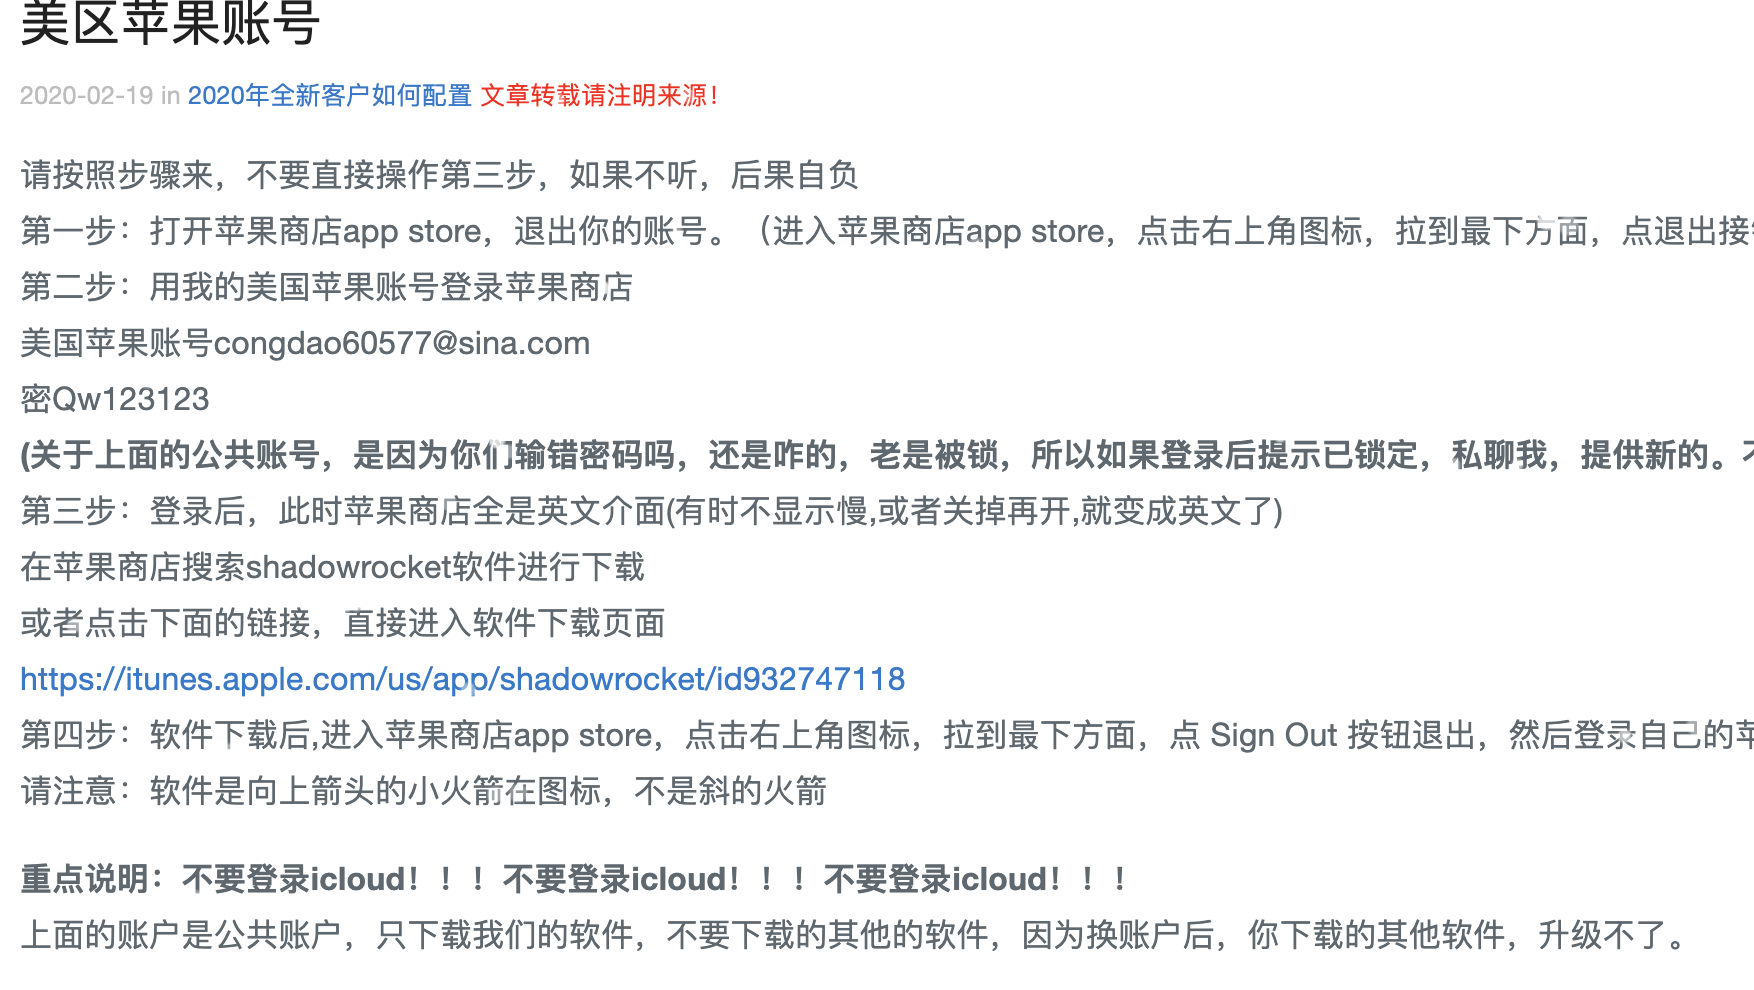 美区苹果账号
2020-02-19 in 2020年全新客户如何配置 文章转载请注明来源！
请按照步骤来，不要直接操作第三步，如果不听，后果自负
第一步：打开苹果商店app store，退出你的账号。（进入苹果商店app store，点击右上角图标，拉到最下方面，点退出接
第二步：用我的美国苹果账号登录苹果商店
美国苹果账号congdao60577@sina.com
密Qw123123
(关于上面的公共账号，是因为你们输错密码吗，还是咋的，老是被锁，所以如果登录后提示已锁定，私聊我，提供新的。
第三步：登录后，此时苹果商店全是英文介面(有时不显示慢,或者关掉再开,就变成英文了)
在苹果商店搜索shadowrocket软件进行下载
或者点击下面的链接，直接进入软件下载页面
https://itunes.apple.com/us/app/shadowrocket/id932747118
第四步：软件下载后,进入苹果商店app store，点击右上角图标，拉到最下方面，点 Sign Out 按钮退出，然后登录自己的苹
请注意：软件是向上箭头的小火箭在图标，不是斜的火箭
重点说明：不要登录icloud！！！不要登录icloud！！！不要登录icloud！！！
上面的账户是公共账户，只下载我们的软件，不要下载的其他的软件，因为换账户后，你下载的其他软件，升级不了。